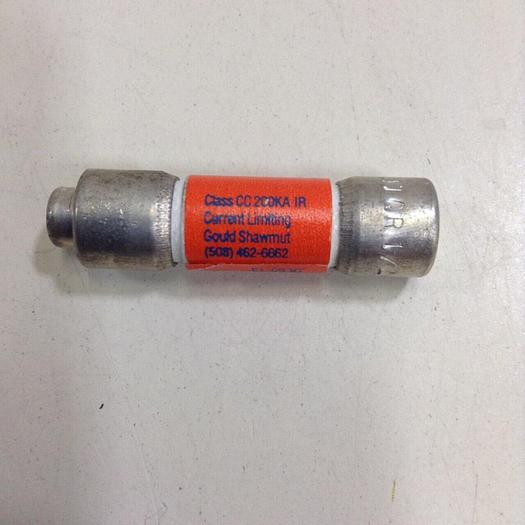 Class CC 200KA IR
Current Limiting
Gould Shawmut
(508) 462-6662